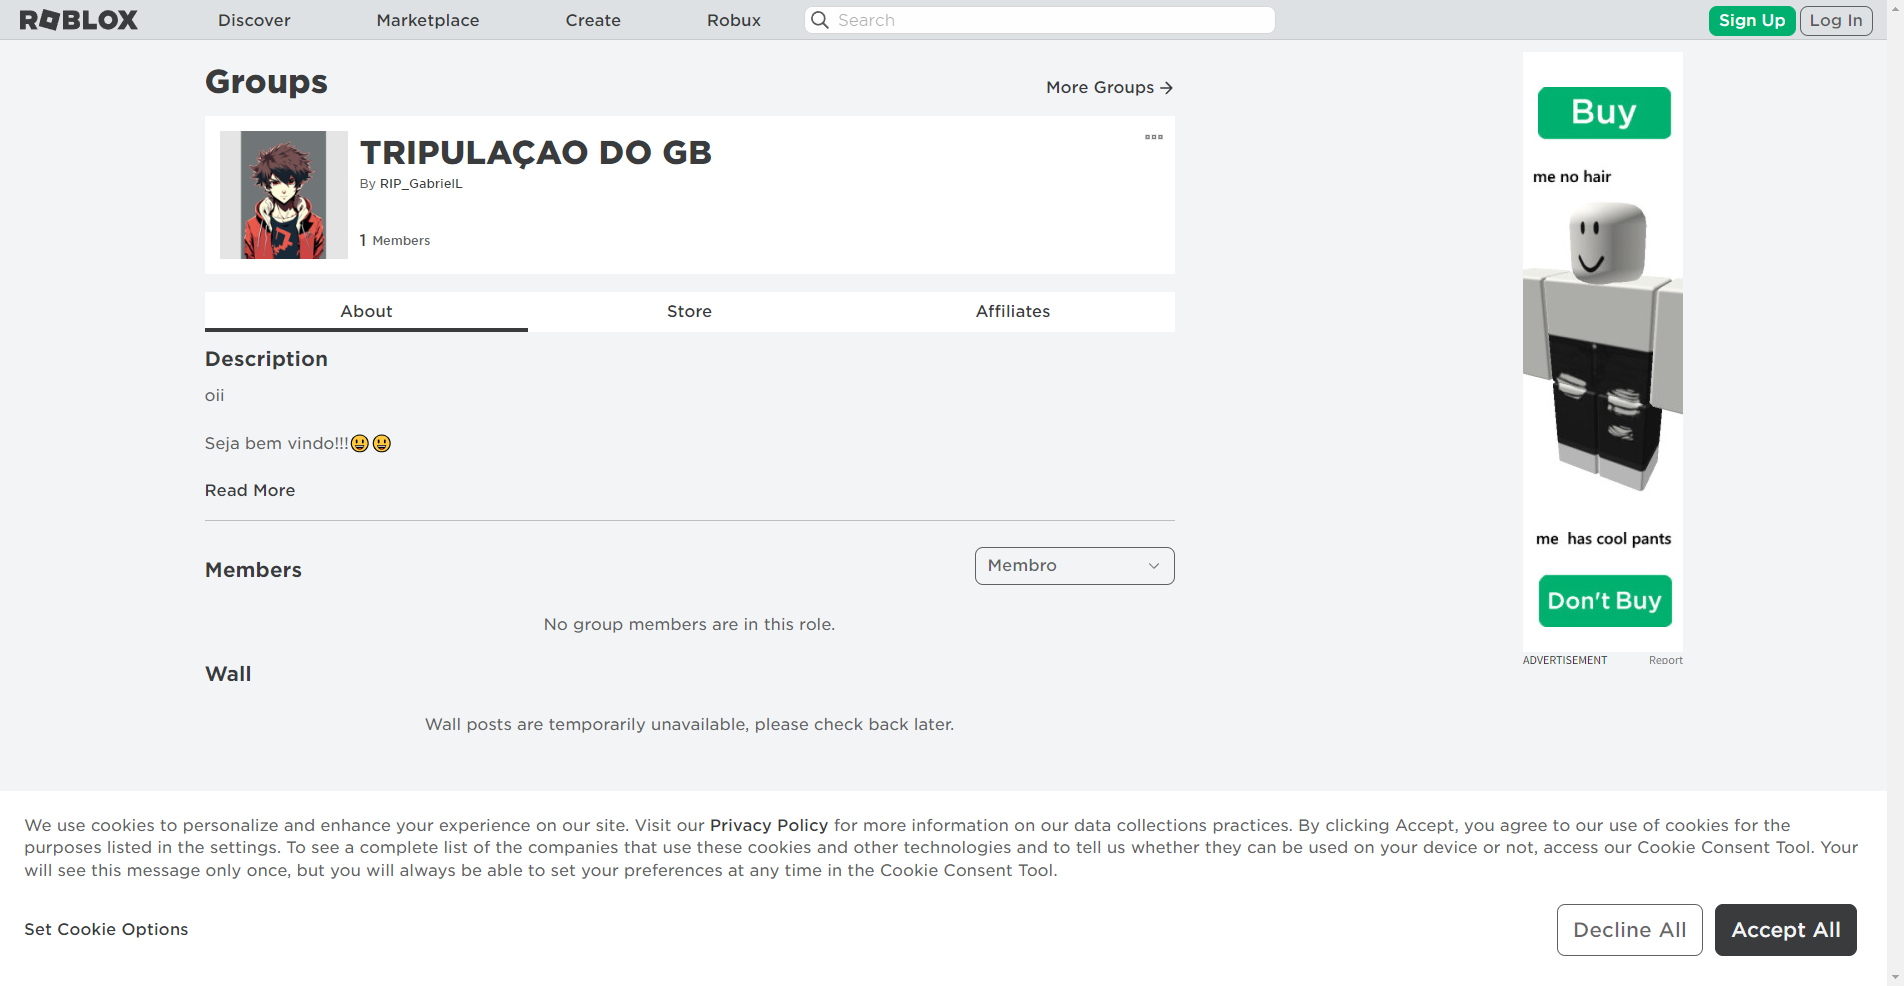 ROBLOX
Discover
Marketplace
Create
Robux
Search
Sign Up
Log In
Groups
More Groups
TRIPULAÇAO DO GB
By RIP_GabrielL
1 Members
About
Store
Affiliates
Description
oii
Seja bem vindo!!!😃😃
Read More
Members
Membro
No group members are in this role.
Wall
Wall posts are temporarily unavailable, please check back later.
Buy
me no hair
me has cool pants
Don't Buy
ADVERTISEMENT
Report
We use cookies to personalize and enhance your experience on our site. Visit our Privacy Policy for more information on our data collections practices. By clicking Accept, you agree to our use of cookies for the
purposes listed in the settings. To see a complete list of the companies that use these cookies and other technologies and to tell us whether they can be used on your device or not, access our Cookie Consent Tool. Your
will see this message only once, but you will always be able to set your preferences at any time in the Cookie Consent Tool.
Set Cookie Options
Decline All
Accept All